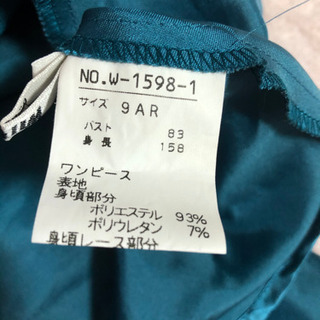 NO.W-1598-1
サイズ 9AR
バスト 83
身長 158
ワンピース
表地
身頃部分
ポリエステル 93%
ポリウレタン 7%
身頃レース部分